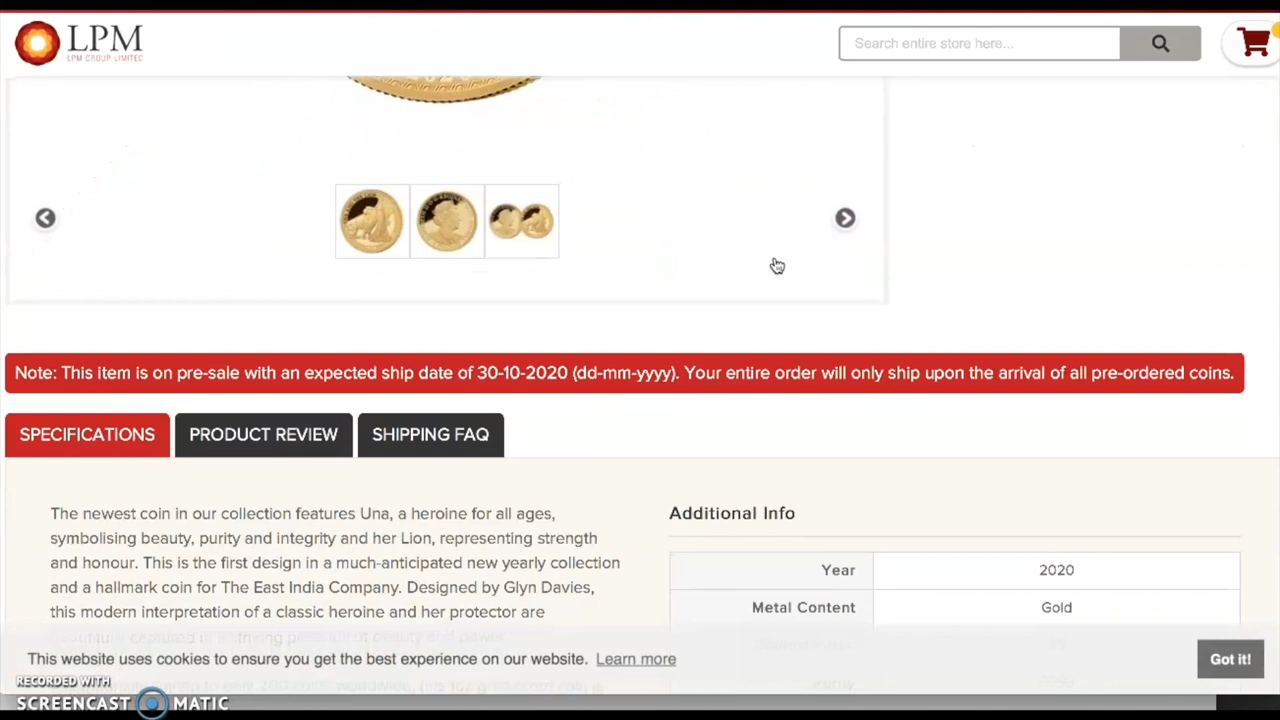 LPM
LPM GROUP LIMITED
Search entire store here...
Note: This item is on pre-sale with an expected ship date of 30-10-2020 (dd-mm-yyyy). Your entire order will only ship upon the arrival of all pre-ordered coins.
SPECIFICATIONS
PRODUCT REVIEW
SHIPPING FAQ
The newest coin in our collection features Una, a heroine for all ages,
symbolising beauty, purity and integrity and her Lion, representing strength
and honour. This is the first design in a much-anticipated new yearly collection
and a hallmark coin for The East India Company. Designed by Glyn Davies,
this modern interpretation of a classic heroine and her protector are
Additional Info
Year 2020
Metal Content Gold
This website uses cookies to ensure you get the best experience on our website. Learn more
Got it!
RECORDED WITH
SCREENCAST MATIC